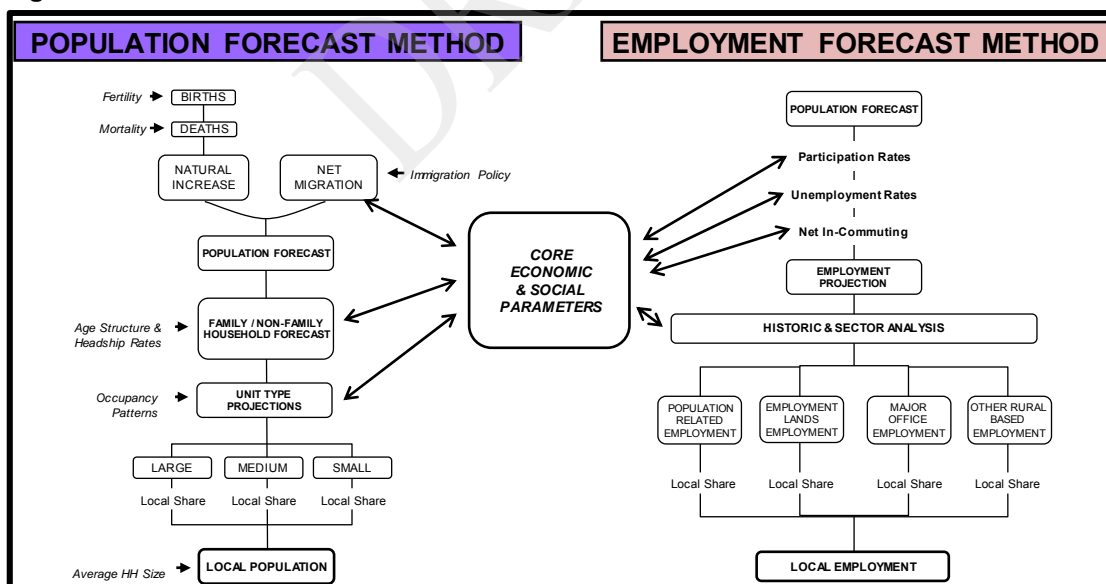 POPULATION FORECAST METHOD
Fertility
BIRTHS
Mortality
DEATHS
NATURAL
INCREASE
NET
MIGRATION
Immigration Policy
POPULATION FORECAST
Age Structure &
Headship Rates
FAMILY / NON-FAMILY
HOUSEHOLD FORECAST
Occupancy
Patterns
UNIT TYPE
PROJECTIONS
LARGE
MEDIUM
SMALL
Local Share
Local Share
Local Share
Average HH Size
LOCAL POPULATION
CORE
ECONOMIC
& SOCIAL
PARAMETERS
EMPLOYMENT FORECAST METHOD
POPULATION FORECAST
Participation Rates
Unemployment Rates
Net In-Commuting
EMPLOYMENT
PROJECTION
HISTORIC & SECTOR ANALYSIS
POPULATION
RELATED
EMPLOYMENT
EMPLOYMENT
LANDS
EMPLOYMENT
MAJOR
OFFICE
EMPLOYMENT
OTHER RURAL
BASED
EMPLOYMENT
Local Share
Local Share
Local Share
Local Share
LOCAL EMPLOYMENT